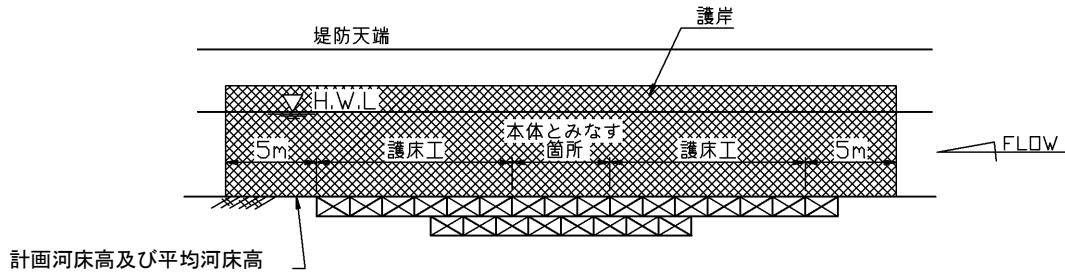 護岸
堤防天端
H.W.L
本体とみなす
5m 護床工 箇所 護床工 5m
FLOW
計画河床高及び平均河床高